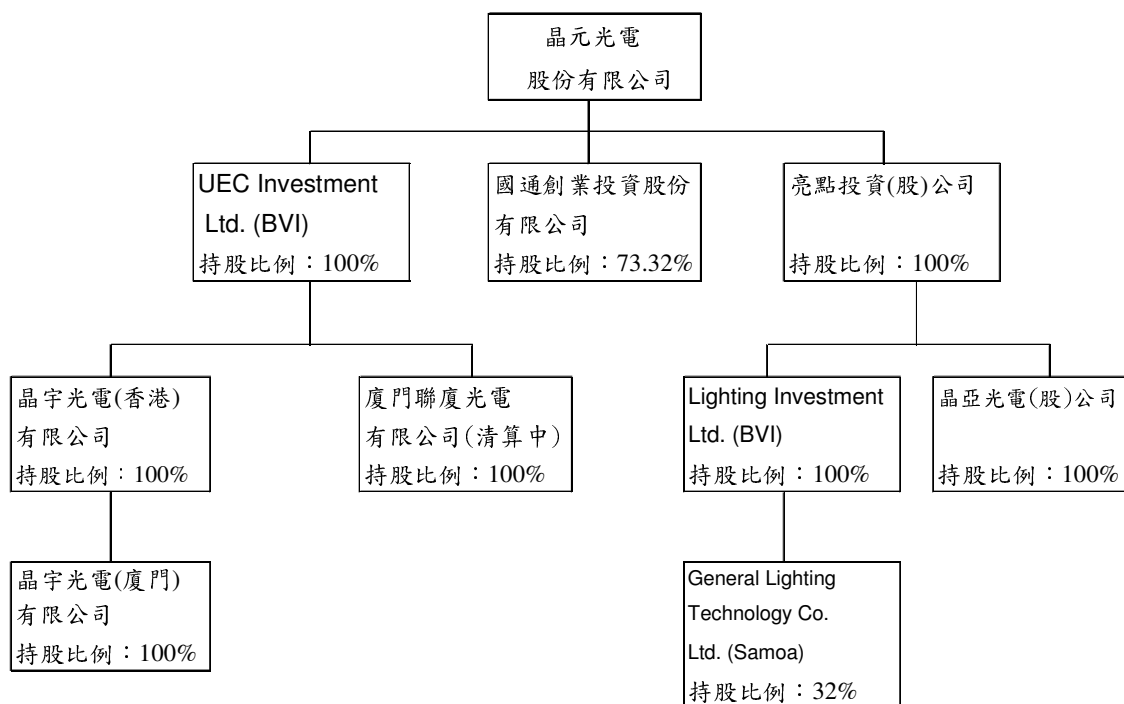 晶元光電
股份有限公司
UEC Investment
Ltd. (BVI)
持股比例：100%
國通創業投資股份
有限公司
持股比例：73.32%
亮點投資(股)公司
持股比例：100%
晶宇光電(香港)
有限公司
持股比例：100%
廈門聯廈光電
有限公司(清算中)
持股比例：100%
Lighting Investment
Ltd. (BVI)
持股比例：100%
晶亞光電(股)公司
持股比例：100%
晶宇光電(廈門)
有限公司
持股比例：100%
General Lighting
Technology Co.
Ltd. (Samoa)
持股比例：32%